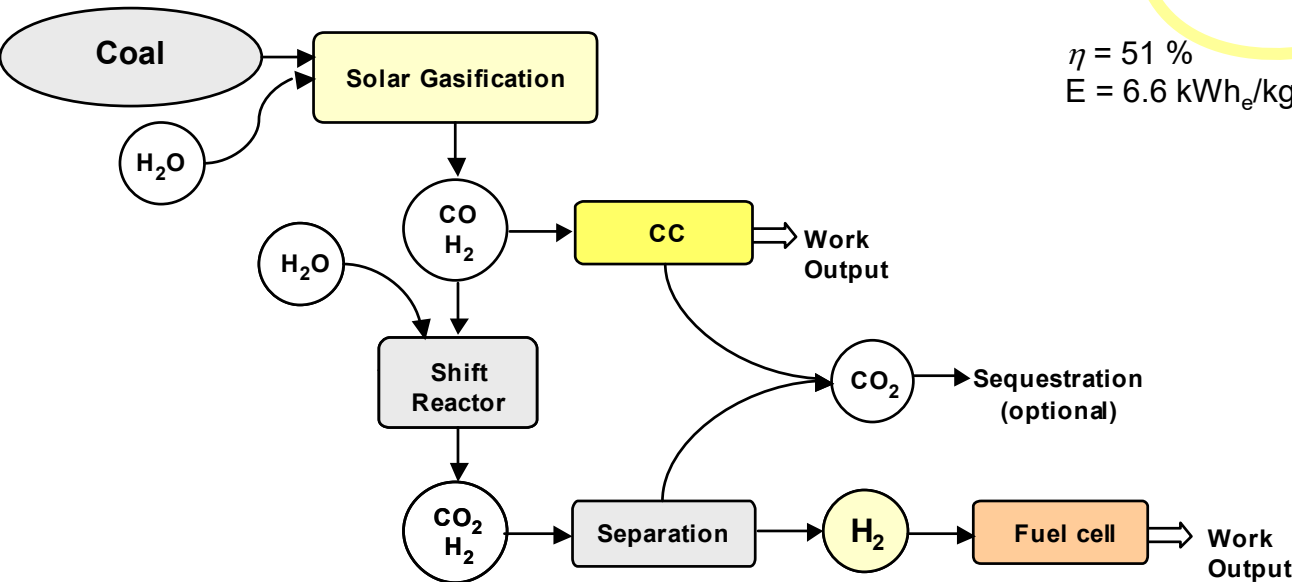 Coal
Solar Gasification
η = 51 %
E = 6.6 kWhₑ/kg
H₂O
CO
H₂
CC
Work
Output
H₂O
Shift
Reactor
CO₂
Sequestration
(optional)
CO₂
H₂
Separation
H₂
Fuel cell
Work
Output